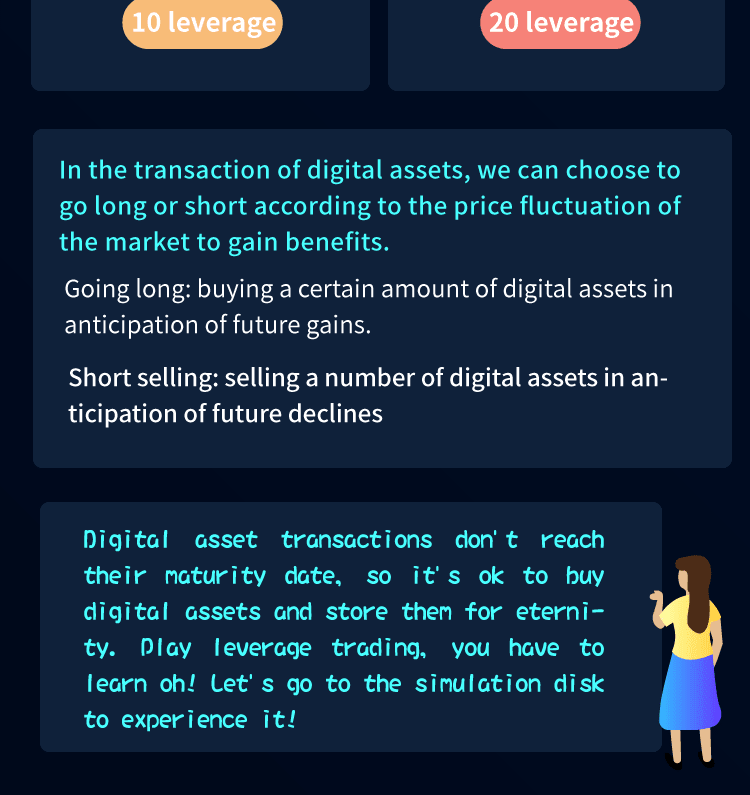 10 leverage
20 leverage
In the transaction of digital assets, we can choose to
go long or short according to the price fluctuation of
the market to gain benefits.
Going long: buying a certain amount of digital assets in
anticipation of future gains.
Short selling: selling a number of digital assets in an-
ticipation of future declines
Digital asset transactions don't reach
their maturity date, so it's ok to buy
digital assets and store them for eterni-
ty. Play leverage trading, you have to
learn oh! Let's go to the simulation disk
to experience it!